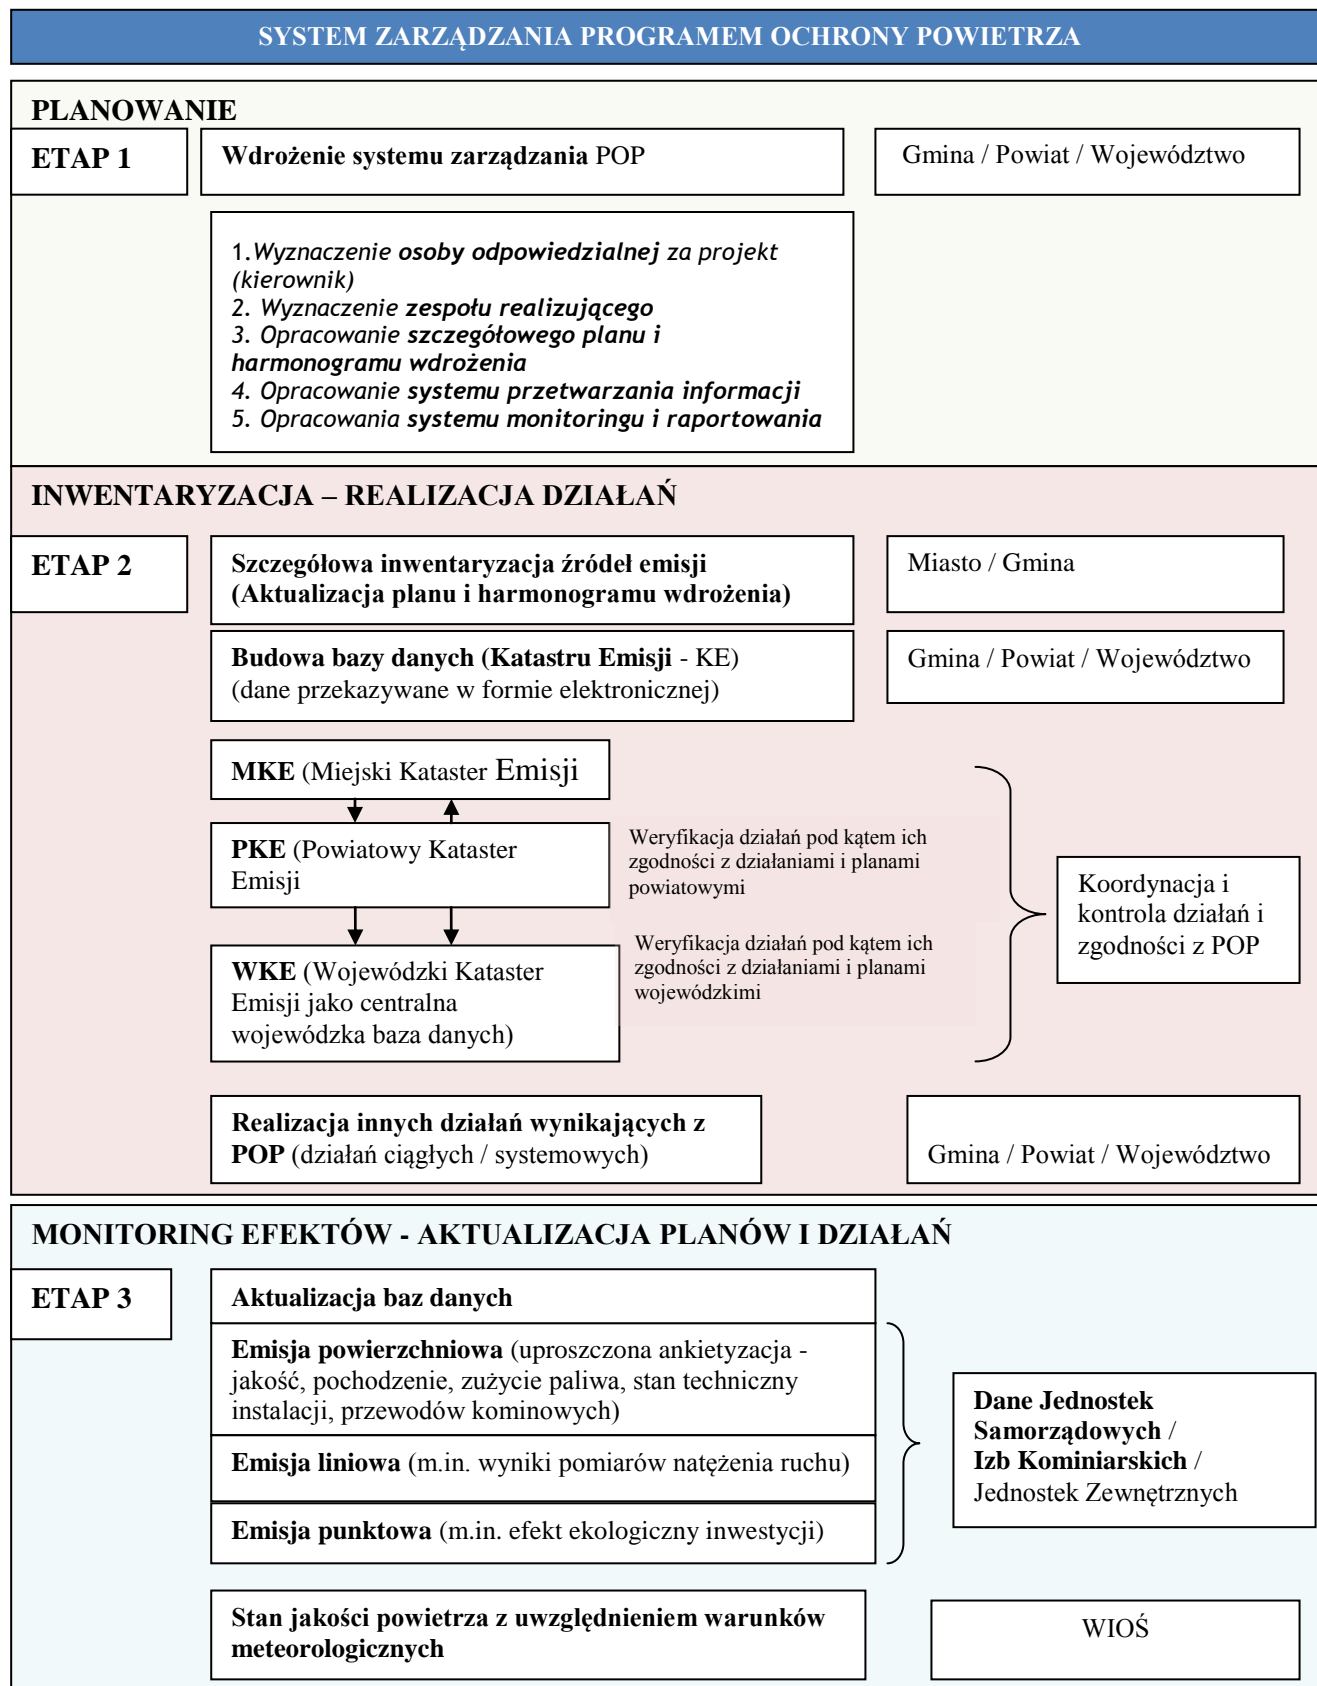 SYSTEM ZARZĄDZANIA PROGRAMEM OCHRONY POWIETRZA
PLANOWANIE
ETAP 1
Wdrożenie systemu zarządzania POP
Gmina / Powiat / Województwo
1.Wyznaczenie osoby odpowiedzialnej za projekt
(kierownik)
2. Wyznaczenie zespołu realizującego
3. Opracowanie szczegółowego planu i
harmonogramu wdrożenia
4. Opracowanie systemu przetwarzania informacji
5. Opracowania systemu monitoringu i raportowania
INWENTARYZACJA – REALIZACJA DZIAŁAŃ
ETAP 2
Szczegółowa inwentaryzacja źródeł emisji
(Aktualizacja planu i harmonogramu wdrożenia)
Miasto / Gmina
Budowa bazy danych (Katastru Emisji - KE)
(dane przekazywane w formie elektronicznej)
Gmina / Powiat / Województwo
MKE (Miejski Kataster Emisji
PKE (Powiatowy Kataster
Emisji
Weryfikacja działań pod kątem ich
zgodności z działaniami i planami
powiatowymi
WKE (Wojewódzki Kataster
Emisji jako centralna
wojewódzka baza danych)
Weryfikacja działań pod kątem ich
zgodności z działaniami i planami
wojewódzkimi
Koordynacja i
kontrola działań i
zgodności z POP
Realizacja innych działań wynikających z
POP (działań ciągłych / systemowych)
Gmina / Powiat / Województwo
MONITORING EFEKTÓW - AKTUALIZACJA PLANÓW I DZIAŁAŃ
ETAP 3
Aktualizacja baz danych
Emisja powierzchniowa (uproszczona ankietyzacja -
jakość, pochodzenie, zużycie paliwa, stan techniczny
instalacji, przewodów kominowych)
Emisja liniowa (m.in. wyniki pomiarów natężenia ruchu)
Emisja punktowa (m.in. efekt ekologiczny inwestycji)
Dane Jednostek
Samorządowych /
Izb Kominiarskich /
Jednostek Zewnętrznych
Stan jakości powietrza z uwzględnieniem warunków
meteorologicznych
WIOŚ